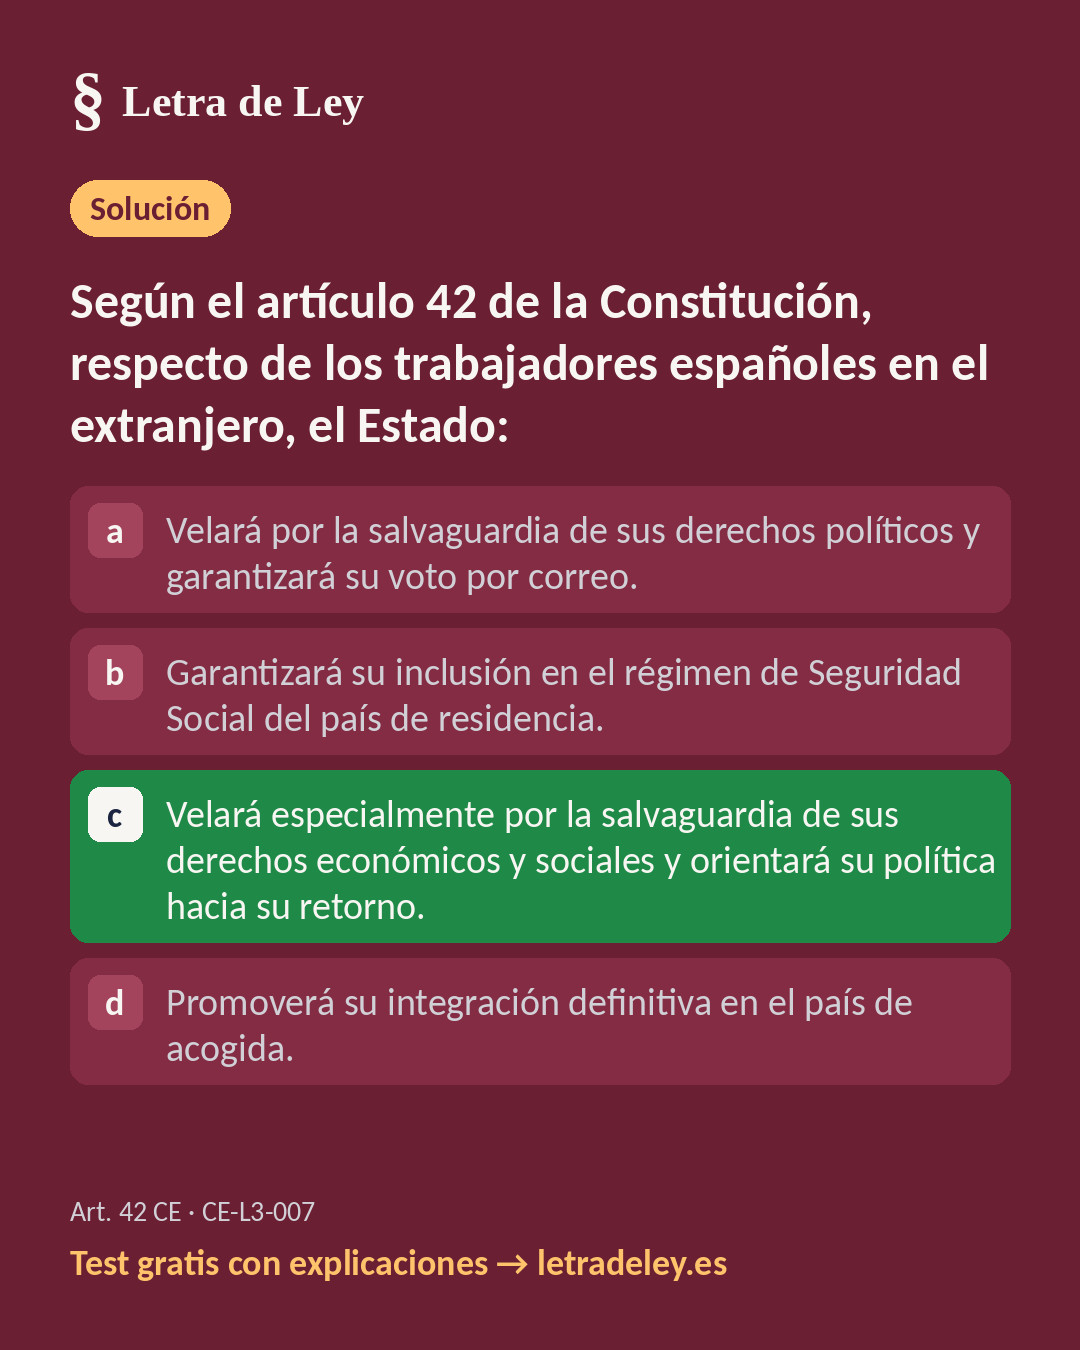 § Letra de Ley
Solución
Según el artículo 42 de la Constitución,
respecto de los trabajadores españoles en el
extranjero, el Estado:
a Velará por la salvaguardia de sus derechos políticos y
garantizará su voto por correo.
b Garantizará su inclusión en el régimen de Seguridad
Social del país de residencia.
c Velará especialmente por la salvaguardia de sus
derechos económicos y sociales y orientará su política
hacia su retorno.
d Promoverá su integración definitiva en el país de
acogida.
Art. 42 CE · CE-L3-007
Test gratis con explicaciones → letradeley.es